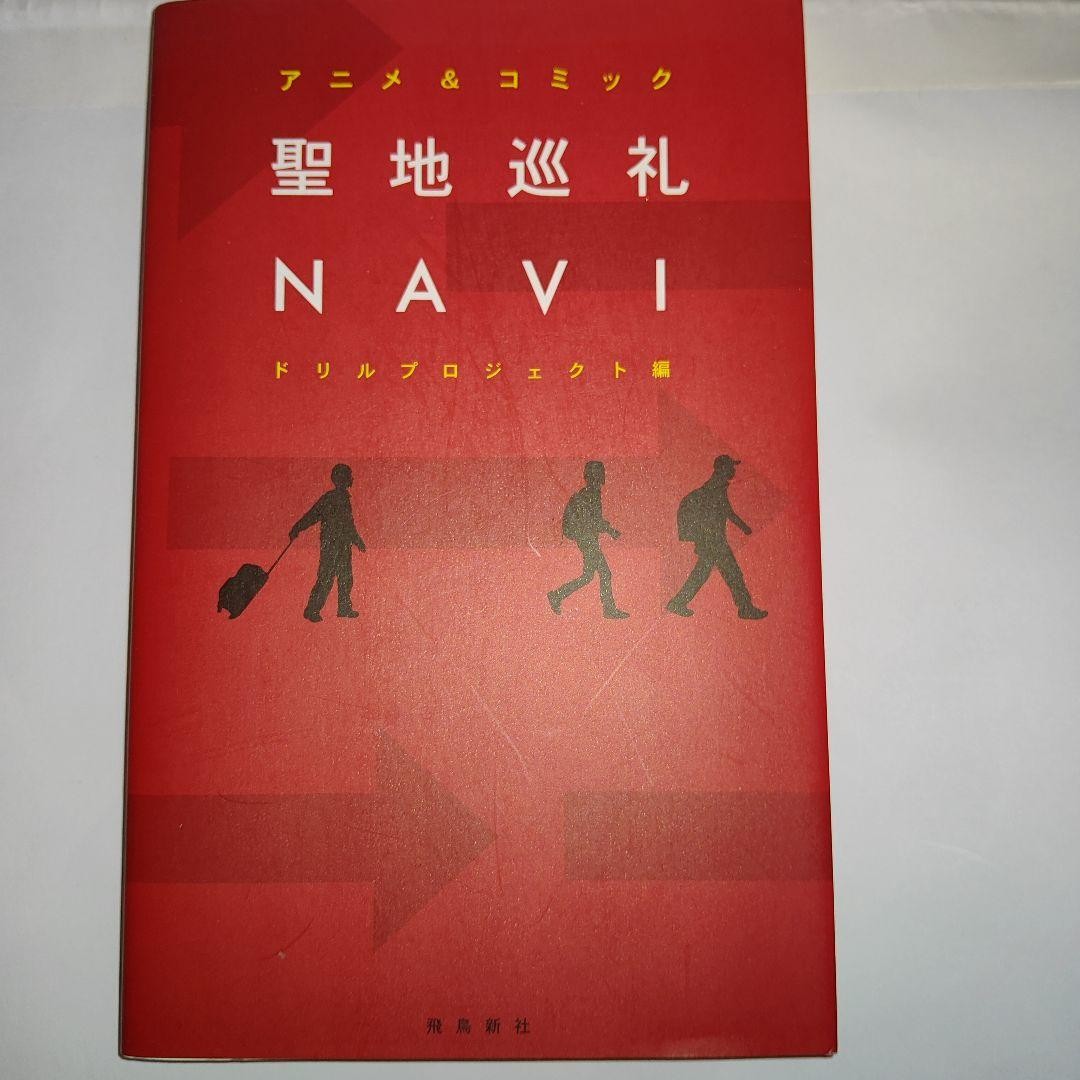 アニメ&コミック
聖地巡礼
NAVI
ドリルプロジェクト編
飛鳥新社